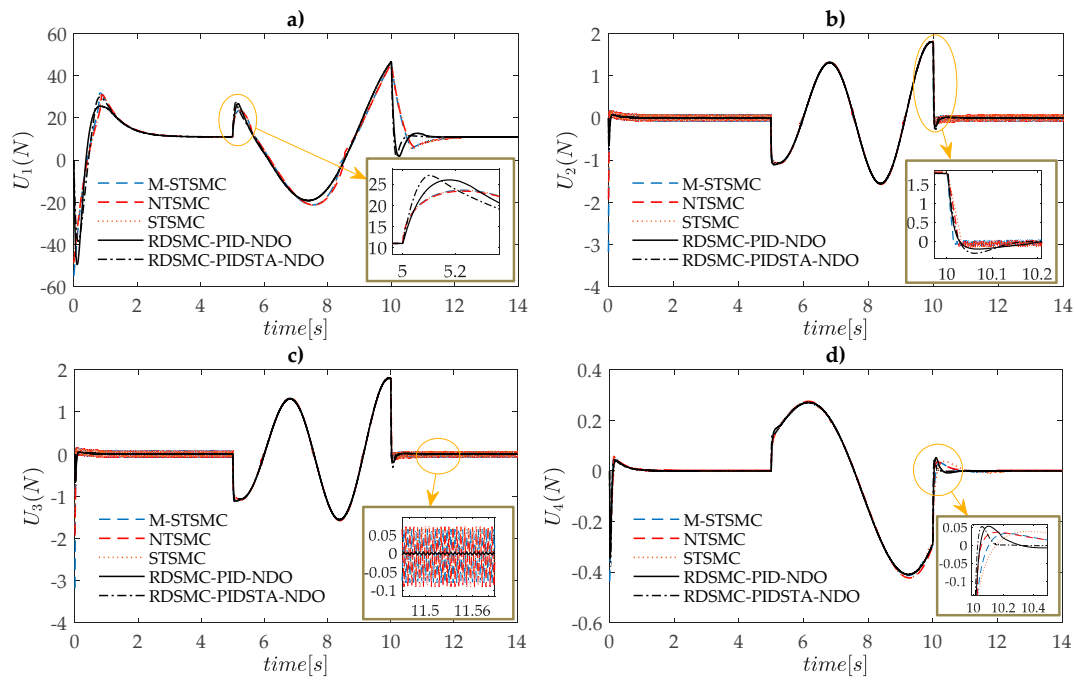 a)
60
40
20
0
-20
-40
-60
U1(N)
M-STSMC
NTSMC
STSMC
RDSMC-PID-NDO
RDSMC-PIDSTA-NDO
25
20
15
10
5 5.2
0 2 4 6 8 10 12 14
time[s]
b)
2
1
0
-1
-2
-3
-4
U2(N)
M-STSMC
NTSMC
STSMC
RDSMC-PID-NDO
RDSMC-PIDSTA-NDO
1.5
1
0.5
0
10 10.1 10.2
0 2 4 6 8 10 12 14
time[s]
c)
2
1
0
-1
-2
-3
-4
U3(N)
M-STSMC
NTSMC
STSMC
RDSMC-PID-NDO
RDSMC-PIDSTA-NDO
0.05
0
-0.05
-0.1
11.5 11.56
0 2 4 6 8 10 12 14
time[s]
d)
0.4
0.2
0
-0.2
-0.4
-0.6
U4(N)
M-STSMC
NTSMC
STSMC
RDSMC-PID-NDO
RDSMC-PIDSTA-NDO
0.05
0
-0.05
-0.1
10 10.2 10.4
0 2 4 6 8 10 12 14
time[s]